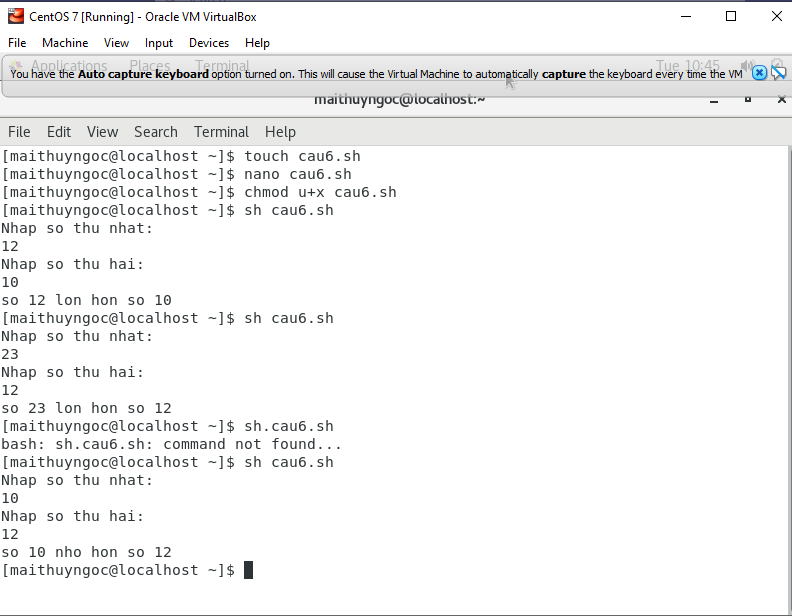 CentOS 7 [Running] - Oracle VM VirtualBox
File Machine View Input Devices Help
Applications Places Terminal Tue 10:45
You have the Auto capture keyboard option turned on. This will cause the Virtual Machine to automatically capture the keyboard every time the VM
maithuyngoc@localhost:~
File Edit View Search Terminal Help
[maithuyngoc@localhost ~]$ touch cau6.sh
[maithuyngoc@localhost ~]$ nano cau6.sh
[maithuyngoc@localhost ~]$ chmod u+x cau6.sh
[maithuyngoc@localhost ~]$ sh cau6.sh
Nhap so thu nhat:
12
Nhap so thu hai:
10
so 12 lon hon so 10
[maithuyngoc@localhost ~]$ sh cau6.sh
Nhap so thu nhat:
23
Nhap so thu hai:
12
so 23 lon hon so 12
[maithuyngoc@localhost ~]$ sh.cau6.sh
bash: sh.cau6.sh: command not found...
[maithuyngoc@localhost ~]$ sh cau6.sh
Nhap so thu nhat:
10
Nhap so thu hai:
12
so 10 nho hon so 12
[maithuyngoc@localhost ~]$